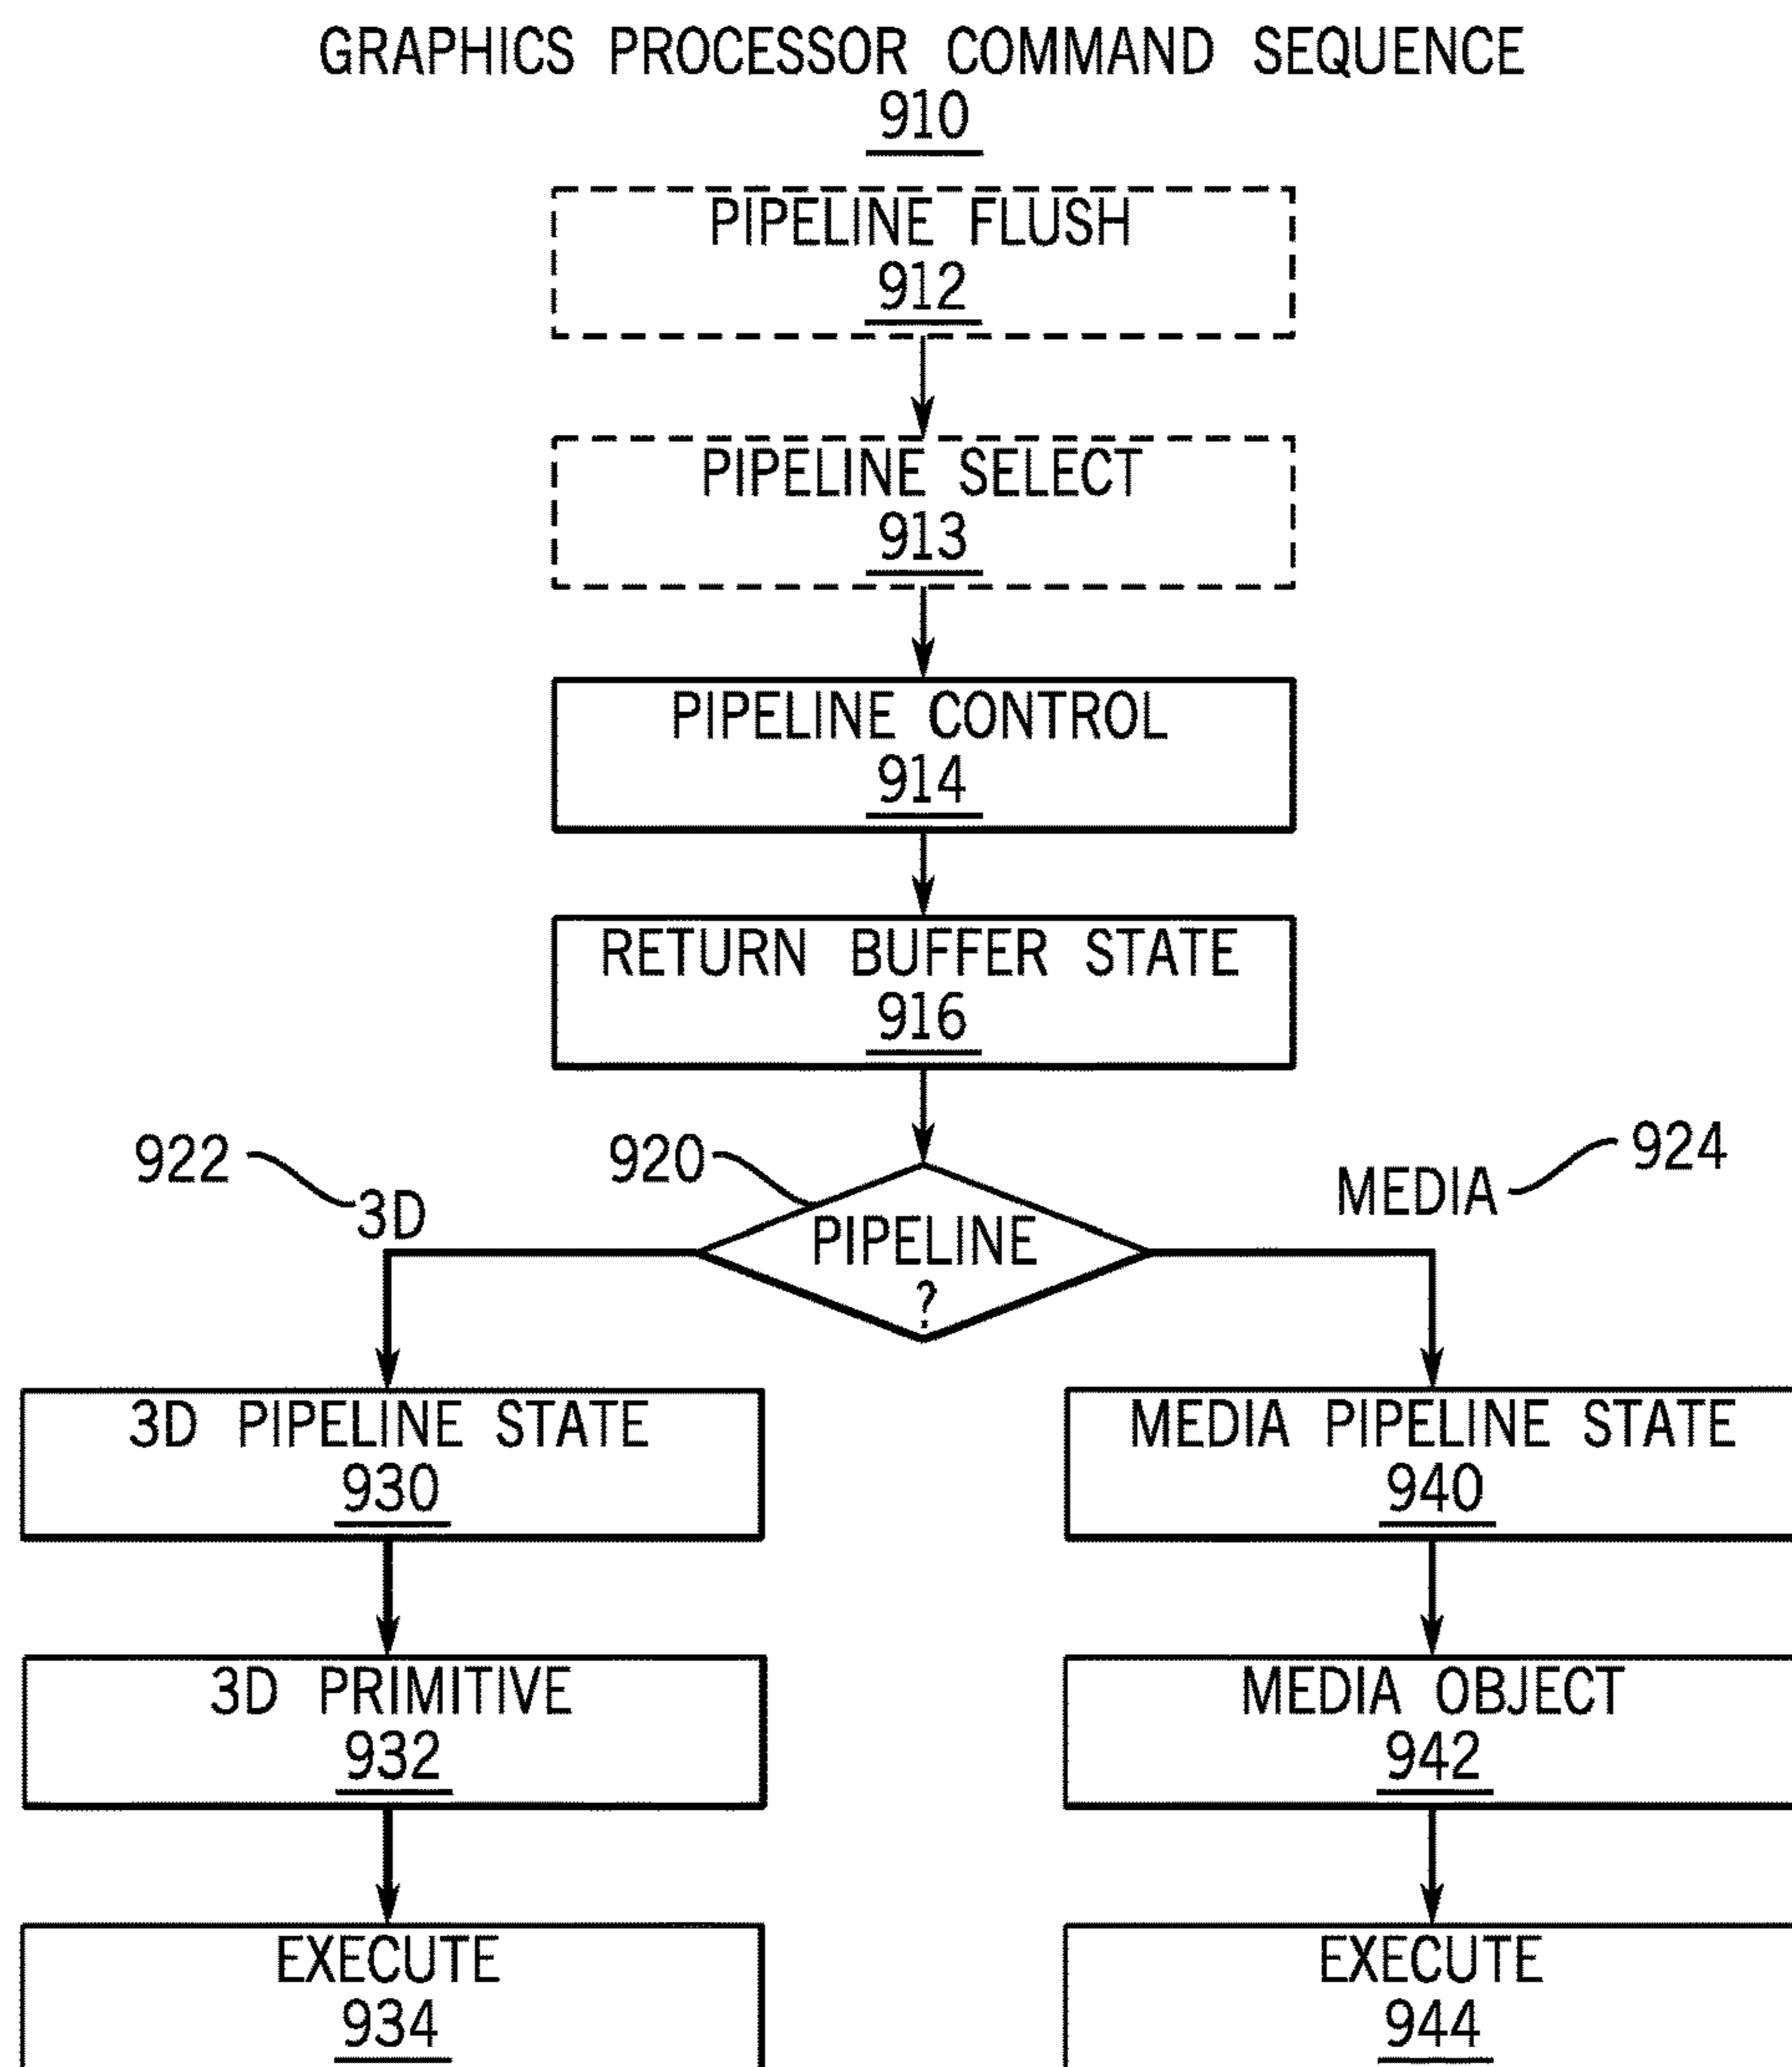 GRAPHICS PROCESSOR COMMAND SEQUENCE
910
PIPELINE FLUSH
912
PIPELINE SELECT
913
PIPELINE CONTROL
914
RETURN BUFFER STATE
916
922
3D
920
PIPELINE
?
MEDIA
924
3D PIPELINE STATE
930
3D PRIMITIVE
932
EXECUTE
934
MEDIA PIPELINE STATE
940
MEDIA OBJECT
942
EXECUTE
944